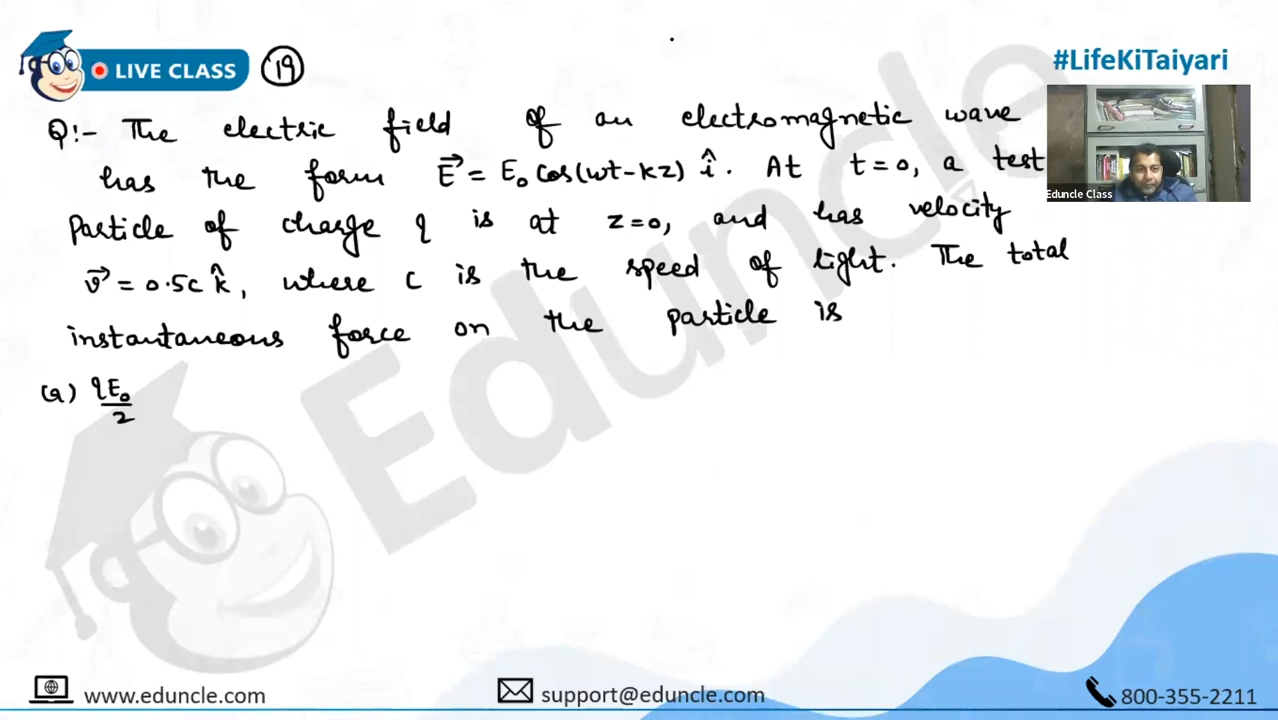 LIVE CLASS 19
#LifeKiTaiyari
Q:- The electric field of an electromagnetic wave
has the form E⃗ = E₀ cos(wt-kz) î. At t=0, a test
Particle of charge q is at z=0, and has velocity
v⃗ = 0.5c k̂, where c is the speed of light. The total
instantaneous force on the particle is
(a) qE₀/2
Eduncle Class
Eduncle
www.eduncle.com
support@eduncle.com
800-355-2211